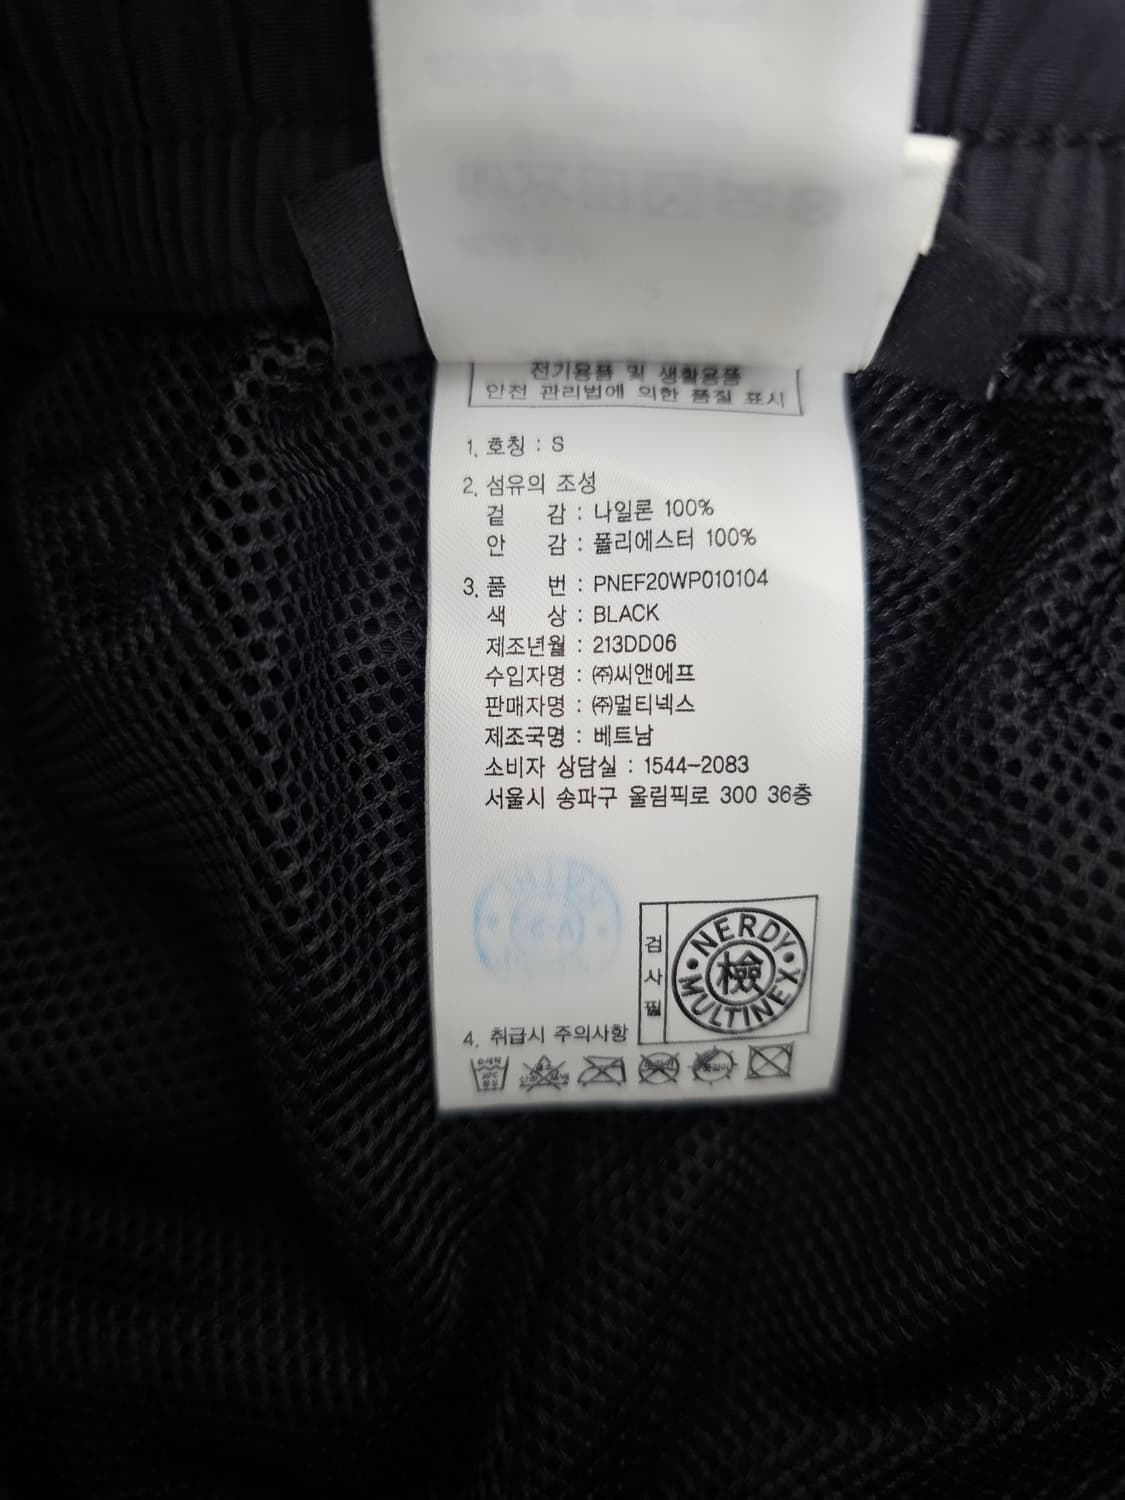 전기용품 및 생활용품
안전 관리법에 의한 품질 표시
1. 호칭 : S
2. 섬유의 조성
겉 감 : 나일론 100%
안 감 : 폴리에스터 100%
3. 품 번 : PNEF20WP010104
색 상 : BLACK
제조년월 : 213DD06
수입자명 : ㈜씨앤에프
판매자명 : ㈜멀티넥스
제조국명 : 베트남
소비자 상담실 : 1544-2083
서울시 송파구 올림픽로 300 36층
검사필
NERDY
檢
MULTINEX
4. 취급시 주의사항